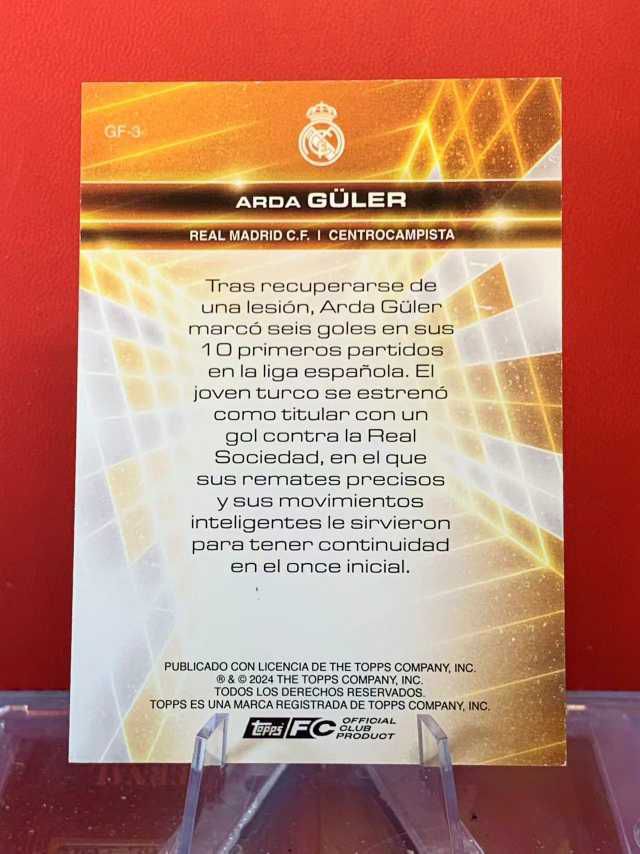 GF-3
ARDA GÜLER
REAL MADRID C.F. | CENTROCAMPISTA
Tras recuperarse de
una lesión, Arda Güler
marcó seis goles en sus
10 primeros partidos
en la liga española. El
joven turco se estrenó
como titular con un
gol contra la Real
Sociedad, en el que
sus remates precisos
y sus movimientos
inteligentes le sirvieron
para tener continuidad
en el once inicial.
PUBLICADO CON LICENCIA DE THE TOPPS COMPANY, INC.
® & © 2024 THE TOPPS COMPANY, INC.
TODOS LOS DERECHOS RESERVADOS.
TOPPS ES UNA MARCA REGISTRADA DE TOPPS COMPANY, INC.
Topps FC OFFICIAL
CLUB
PRODUCT